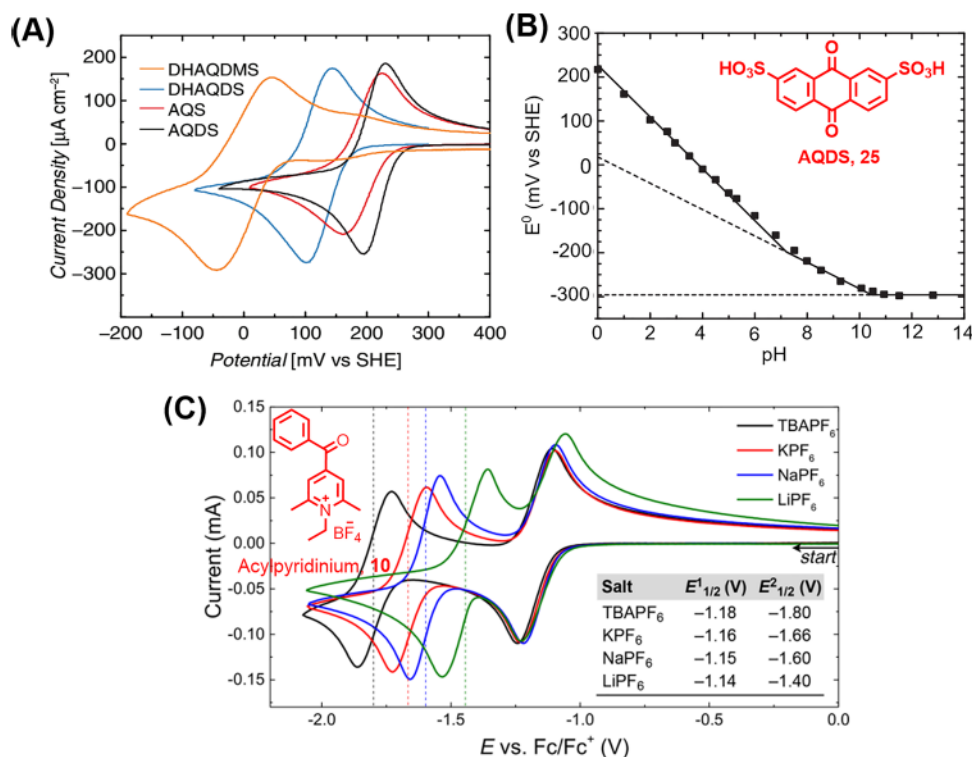 (A)
DHAQDMS
DHAQDS
AQS
AQDS
Current Density [µA cm⁻²]
200
100
0
−100
−200
−300
−200 −100 0 100 200 300 400
Potential [mV vs SHE]
(B)
E⁰ (mV vs SHE)
300
200
100
0
-100
-200
-300
0 2 4 6 8 10 12 14
pH
O
HO₃S SO₃H
O
AQDS, 25
(C)
Current (mA)
0.15
0.10
0.05
0.00
-0.05
-0.10
0.15
-2.0 -1.5 -1.0 -0.5 0.0
E vs. Fc/Fc⁺ (V)
O
N
+
BF₄
−
Acylpyridinium 10
TBAPF₆
KPF₆
NaPF₆
LiPF₆
start
Salt E¹₁/₂ (V) E²₁/₂ (V)
TBAPF₆ −1.18 −1.80
KPF₆ −1.16 −1.66
NaPF₆ −1.15 −1.60
LiPF₆ −1.14 −1.40